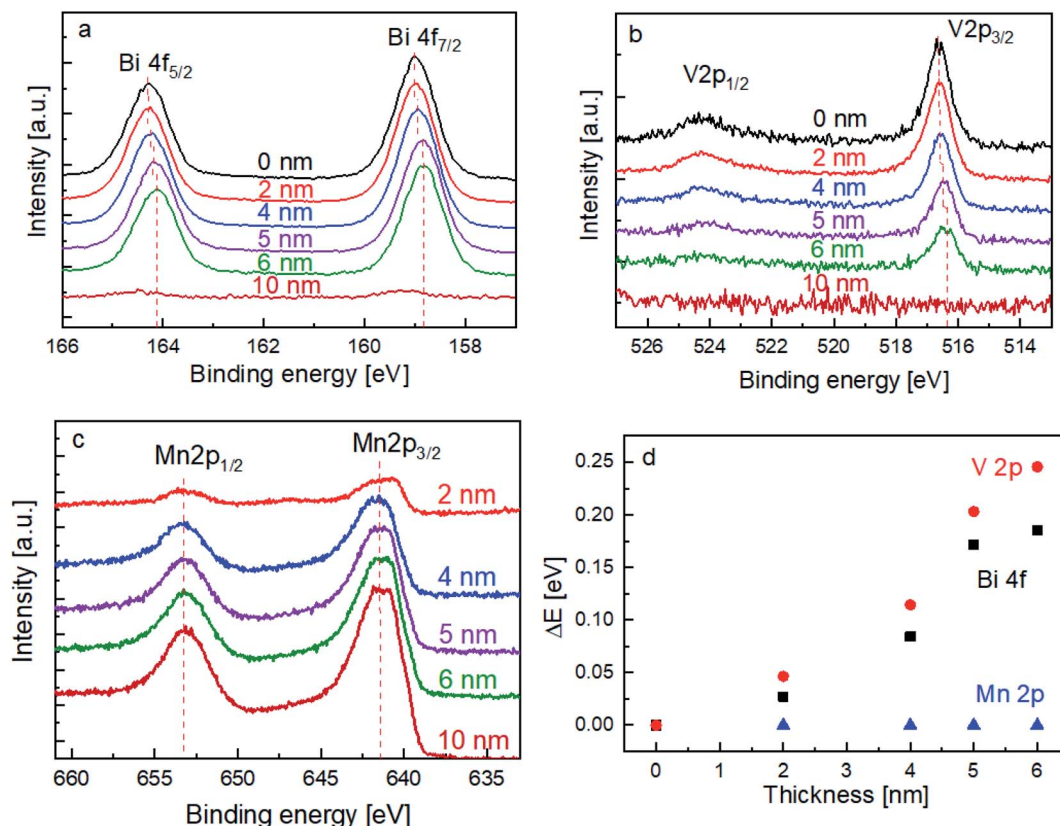 a
Bi 4f5/2
Bi 4f7/2
0 nm
2 nm
4 nm
5 nm
6 nm
10 nm
Intensity [a.u.]
166 164 162 160 158
Binding energy [eV]
b
V2p1/2
V2p3/2
0 nm
2 nm
4 nm
5 nm
6 nm
10 nm
Intensity [a.u.]
526 524 522 520 518 516 514
Binding energy [eV]
c
Mn2p1/2
Mn2p3/2
2 nm
4 nm
5 nm
6 nm
10 nm
Intensity [a.u.]
660 655 650 645 640 635
Binding energy [eV]
d
V 2p
Bi 4f
Mn 2p
0.25
0.20
0.15
0.10
0.05
0.00
ΔE [eV]
0 1 2 3 4 5 6
Thickness [nm]